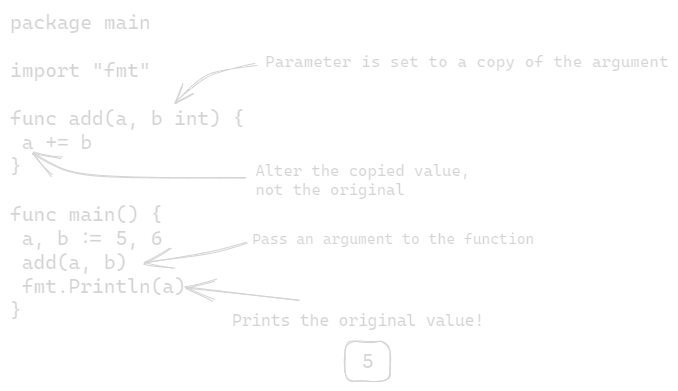 package main
import "fmt"
Parameter is set to a copy of the argument
func add(a, b int) {
a += b
}
Alter the copied value,
not the original
func main() {
a, b := 5, 6
Pass an argument to the function
add(a, b)
fmt.Println(a)
}
Prints the original value!
5